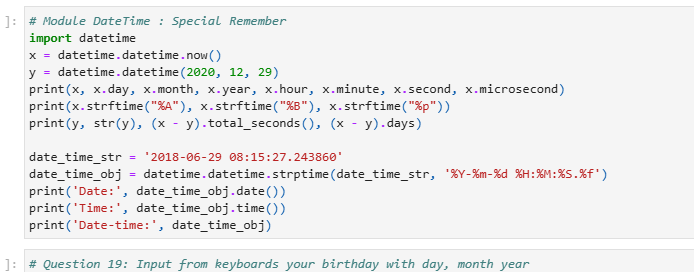 ]: # Module DateTime : Special Remember
import datetime
x = datetime.datetime.now()
y = datetime.datetime(2020, 12, 29)
print(x, x.day, x.month, x.year, x.hour, x.minute, x.second, x.microsecond)
print(x.strftime("%A"), x.strftime("%B"), x.strftime("%p"))
print(y, str(y), (x - y).total_seconds(), (x - y).days)

date_time_str = '2018-06-29 08:15:27.243860'
date_time_obj = datetime.datetime.strptime(date_time_str, '%Y-%m-%d %H:%M:%S.%f')
print('Date:', date_time_obj.date())
print('Time:', date_time_obj.time())
print('Date-time:', date_time_obj)
]: # Question 19: Input from keyboards your birthday with day, month year